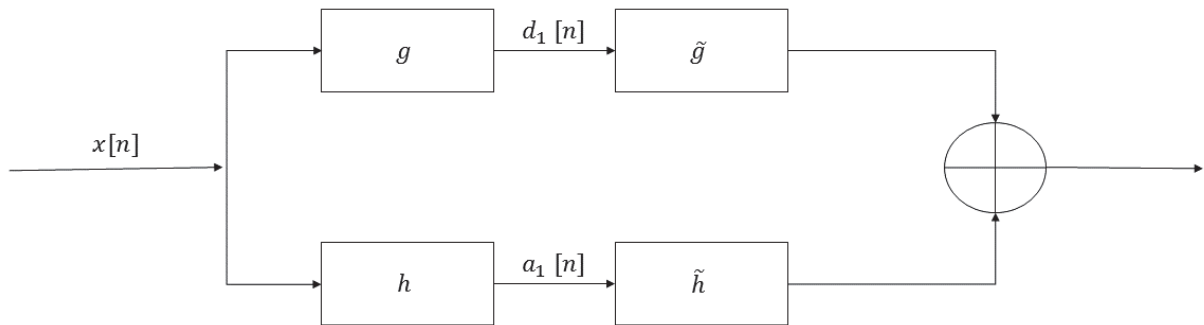 g
d₁ [n]
g̃
x[n]
h
a₁ [n]
h̃